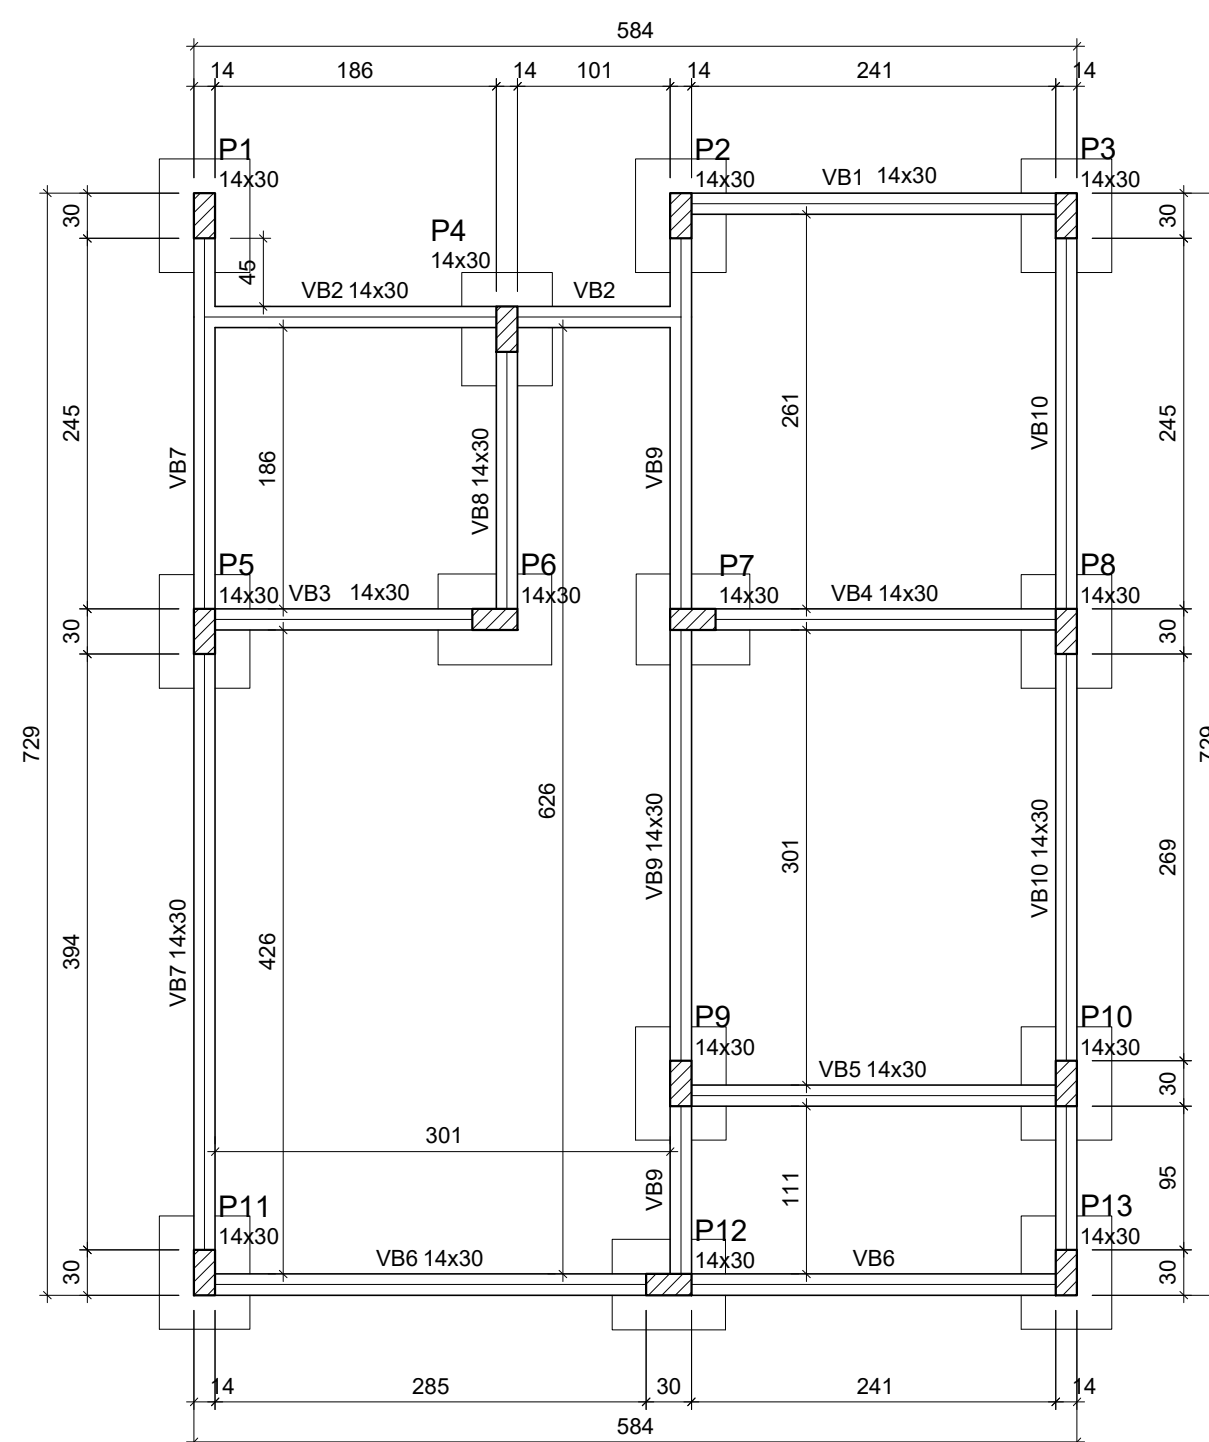 584
14 186 14 101 14 241 14
P1
14x30
P2
14x30
VB1 14x30
P3
14x30
30
30
P4
14x30
45
VB2 14x30
VB2
245
VB7
186
VB8 14x30
VB9
261
VB10
245
P5
14x30
VB3 14x30
P6
14x30
P7
14x30
VB4 14x30
P8
14x30
30
30
729
729
626
394
VB7 14x30
426
VB9 14x30
301
VB10 14x30
269
P9
14x30
VB5 14x30
P10
14x30
30
301
VB9
111
95
P11
14x30
P12
14x30
P13
14x30
VB6 14x30
VB6
30
30
14 285 30 241 14
584